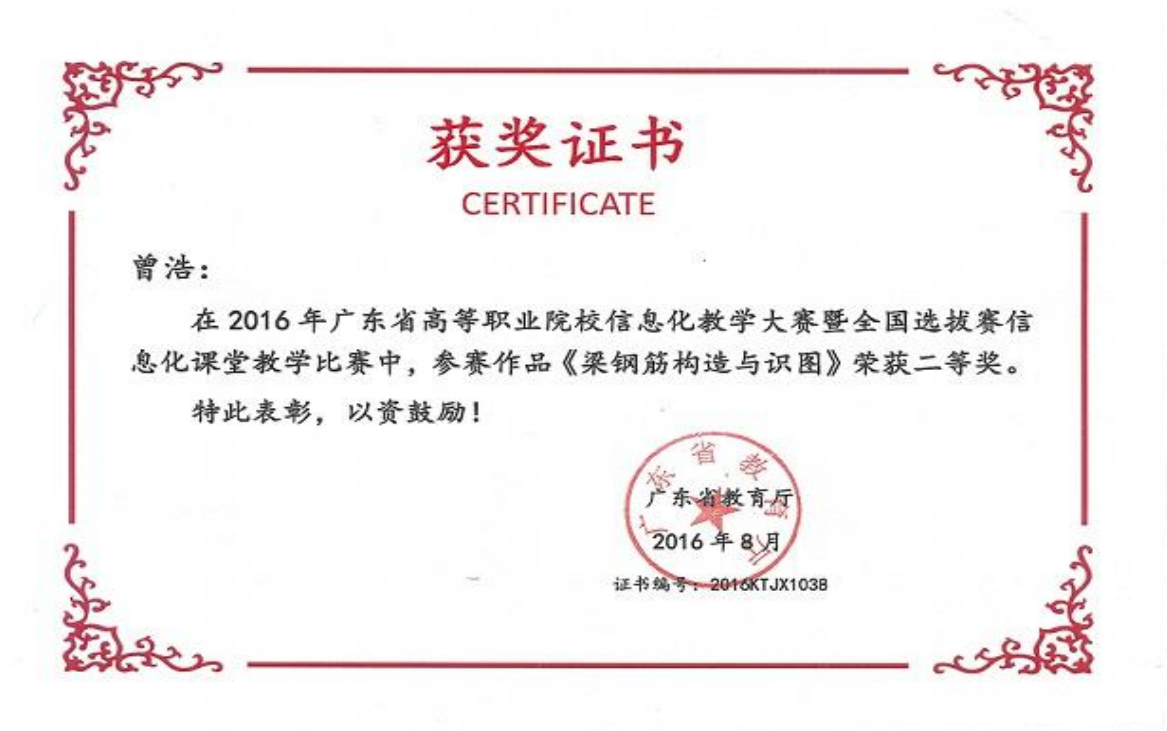 获奖证书
CERTIFICATE
曾浩：
在 2016 年广东省高等职业院校信息化教学大赛暨全国选拔赛信
息化课堂教学比赛中，参赛作品《梁钢筋构造与识图》荣获二等奖。
特此表彰，以资鼓励！
广东省教育厅
广东省教育厅
2016 年 8 月
证书编号：2016KTJX1038